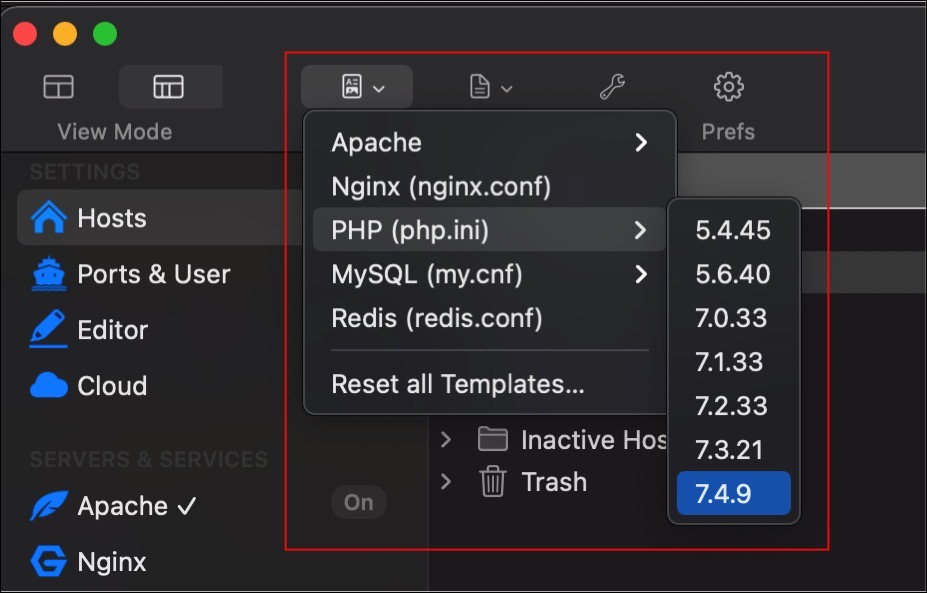 View Mode
Prefs
SETTINGS
Hosts
Ports & User
Editor
Cloud
SERVERS & SERVICES
Apache ✓
On
Nginx
Apache
Nginx (nginx.conf)
PHP (php.ini)
MySQL (my.cnf)
Redis (redis.conf)
Reset all Templates...
5.4.45
5.6.40
7.0.33
7.1.33
7.2.33
7.3.21
7.4.9
Inactive Hos
Trash